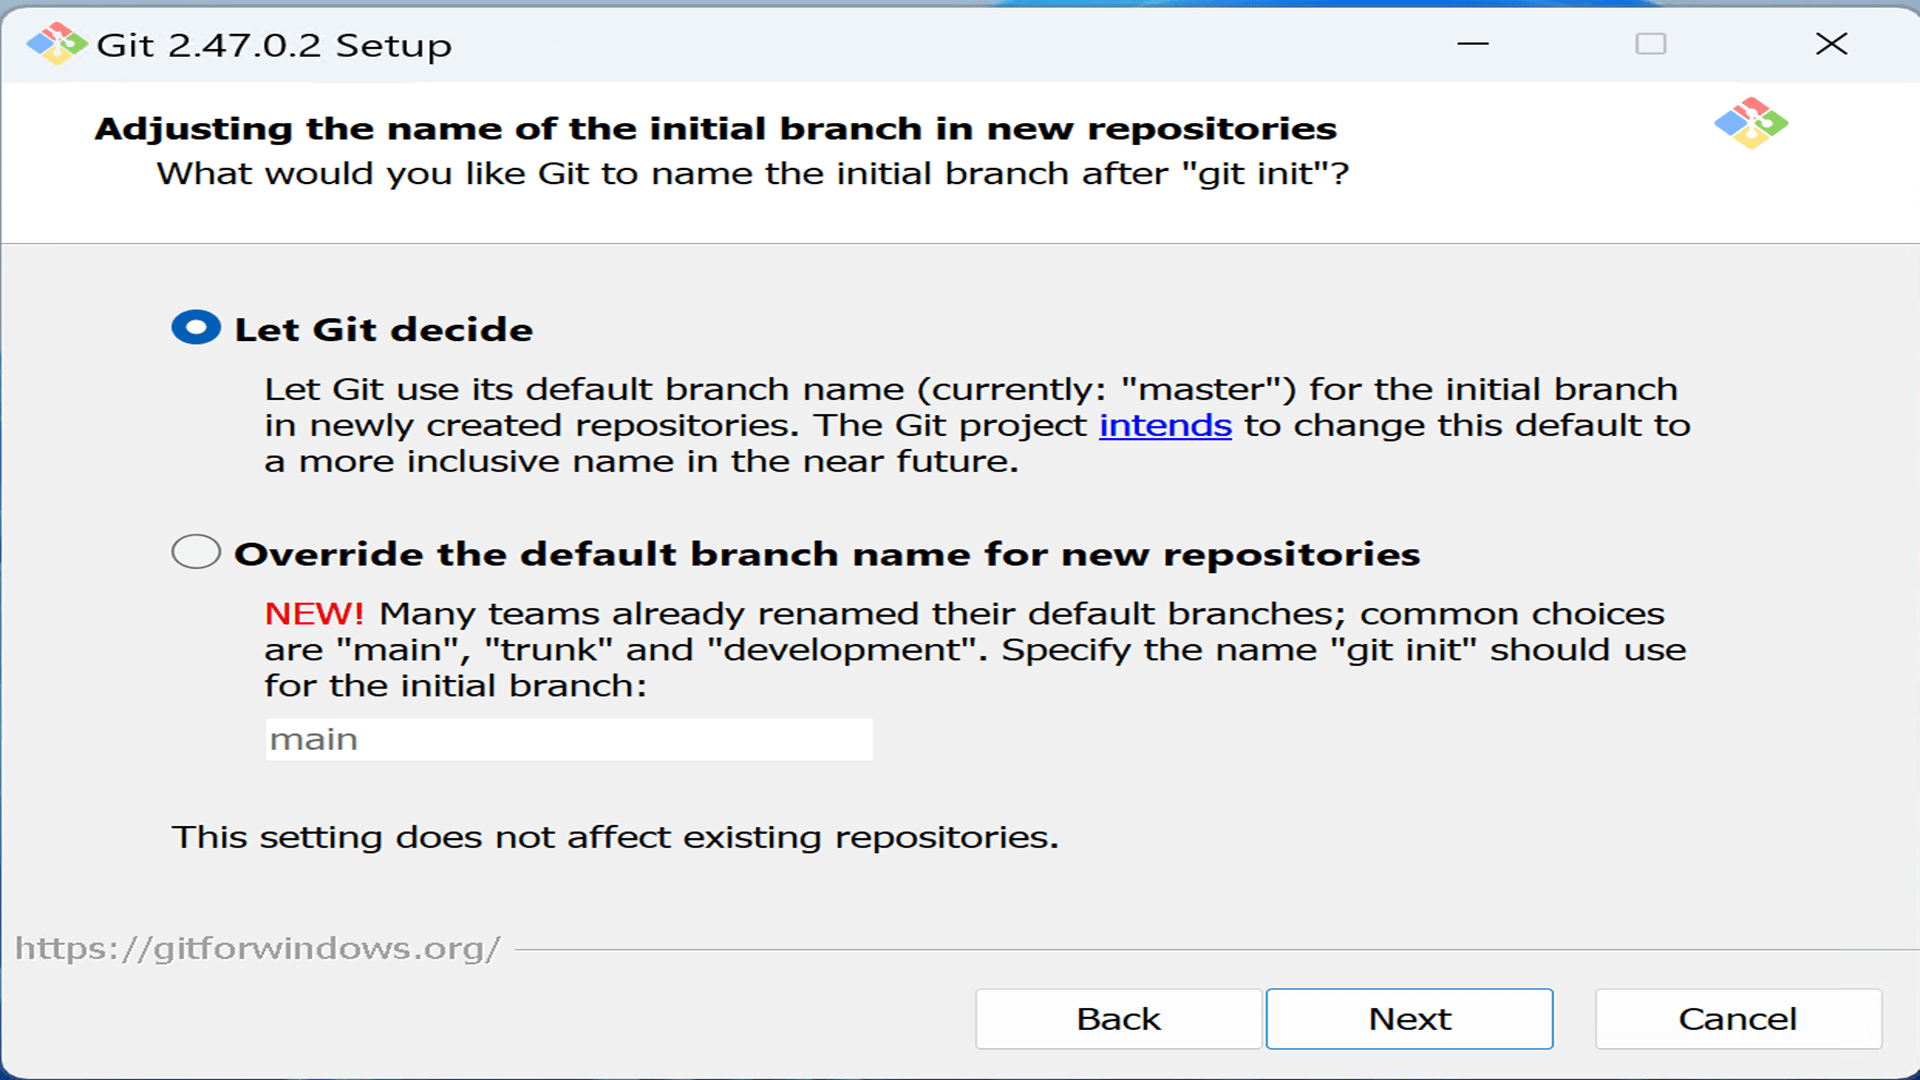 Git 2.47.0.2 Setup
Adjusting the name of the initial branch in new repositories
What would you like Git to name the initial branch after "git init"?
Let Git decide
Let Git use its default branch name (currently: "master") for the initial branch
in newly created repositories. The Git project intends to change this default to
a more inclusive name in the near future.
Override the default branch name for new repositories
NEW! Many teams already renamed their default branches; common choices
are "main", "trunk" and "development". Specify the name "git init" should use
for the initial branch:
main
This setting does not affect existing repositories.
https://gitforwindows.org/
Back Next Cancel